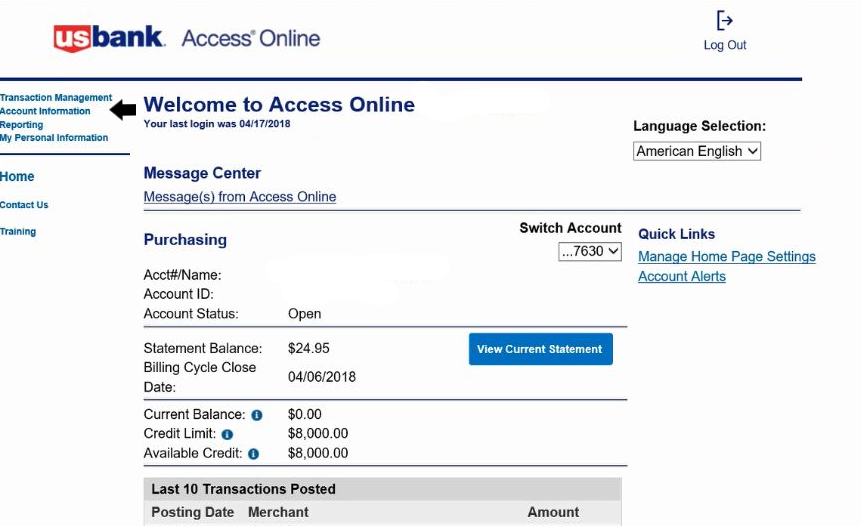 usbank. Access® Online
Log Out
Transaction Management
Account Information
Reporting
My Personal Information
Home
Contact Us
Training
Welcome to Access Online
Your last login was 04/17/2018
Language Selection:
American English
Message Center
Message(s) from Access Online
Purchasing
Switch Account
...7630
Acct#/Name:
Account ID:
Account Status: Open
Statement Balance: $24.95
View Current Statement
Billing Cycle Close
Date:
04/06/2018
Current Balance: $0.00
Credit Limit: $8,000.00
Available Credit: $8,000.00
Quick Links
Manage Home Page Settings
Account Alerts
Last 10 Transactions Posted
Posting Date Merchant Amount